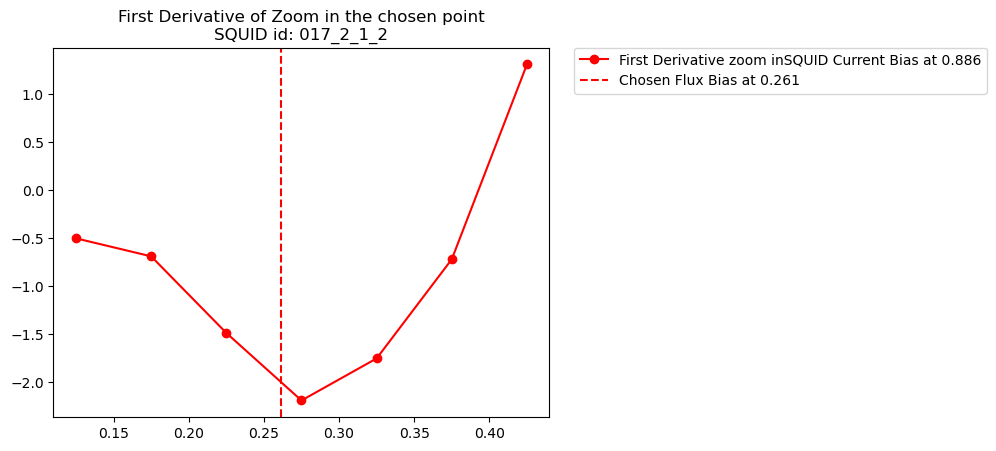 First Derivative of Zoom in the chosen point
SQUID id: 017_2_1_2
First Derivative zoom inSQUID Current Bias at 0.886
Chosen Flux Bias at 0.261
1.0
0.5
0.0
−0.5
−1.0
−1.5
−2.0
0.15 0.20 0.25 0.30 0.35 0.40